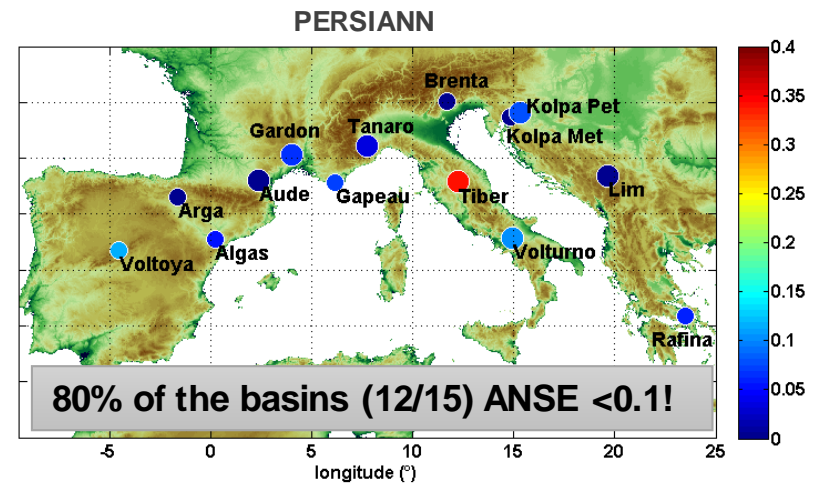 PERSIANN
Brenta
Kolpa Pet
Kolpa Met
Gardon
Tanaro
Arga
Aude
Gapeau
Tiber
Lim
Voltoya
Algas
Volturno
Rafina
80% of the basins (12/15) ANSE <0.1!
-5 0 5 10 15 20 25
longitude (°)
0.4
0.35
0.3
0.25
0.2
0.15
0.1
0.05
0